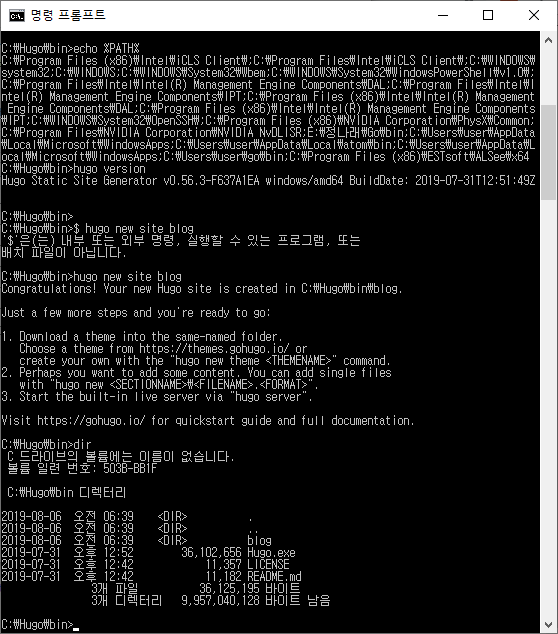 명령 프롬프트
C:\Hugo\bin>echo %PATH%
C:\Program Files (x86)\Intel\iCLS Client\;C:\Program Files\Intel\iCLS Client\;C:\WINDOWS\
system32;C:\WINDOWS;C:\WINDOWS\System32\Wbem;C:\WINDOWS\System32\WindowsPowerShell\v1.0\;
C:\Program Files (x86)\Intel\Intel(R) Management Engine Components\DAL;C:\Program Files\Intel\I
ntel(R) Management Engine Components\IPT;C:\Program Files\Intel\Intel(R) Management
Engine Components\DAL;C:\Program Files (x86)\Intel\Intel(R) Management Engine Components
\IPT;C:\WINDOWS\System32\OpenSSH\;C:\Program Files (x86)\NVIDIA Corporation\PhysX\Common;
C:\Program Files\NVIDIA Corporation\NVIDIA NvDLISR;E:\정나래\Go\bin;C:\Users\user\AppData
\Local\Microsoft\WindowsApps;C:\Users\user\AppData\Local\atom\bin;C:\Users\user\AppData\L
ocal\Microsoft\WindowsApps;C:\Users\user\go\bin;C:\Program Files (x86)\ESTsoft\ALSee\x64
C:\Hugo\bin>hugo version
Hugo Static Site Generator v0.56.3-F637A1EA windows/amd64 BuildDate: 2019-07-31T12:51:49Z
C:\Hugo\bin>
C:\Hugo\bin>$ hugo new site blog
'$'은(는) 내부 또는 외부 명령, 실행할 수 있는 프로그램, 또는
배치 파일이 아닙니다.
C:\Hugo\bin>hugo new site blog
Congratulations! Your new Hugo site is created in C:\Hugo\bin\blog.
Just a few more steps and you're ready to go:
1. Download a theme into the same-named folder.
Choose a theme from https://themes.gohugo.io/ or
create your own with the "hugo new theme <THEMENAME>" command.
2. Perhaps you want to add some content. You can add single files
with "hugo new <SECTIONNAME>\<FILENAME>.<FORMAT>".
3. Start the built-in live server via "hugo server".
Visit https://gohugo.io/ for quickstart guide and full documentation.
C:\Hugo\bin>dir
C 드라이브의 볼륨에는 이름이 없습니다.
볼륨 일련 번호: 503B-BB1F
C:\Hugo\bin 디렉터리
2019-08-06 오전 06:39 <DIR> .
2019-08-06 오전 06:39 <DIR> ..
2019-08-06 오전 06:39 <DIR> blog
2019-07-31 오후 12:52 36,102,656 Hugo.exe
2019-07-31 오후 12:42 11,357 LICENSE
2019-07-31 오후 12:42 11,182 README.md
3개 파일 36,125,195 바이트
3개 디렉터리 9,957,040,128 바이트 남음
C:\Hugo\bin>